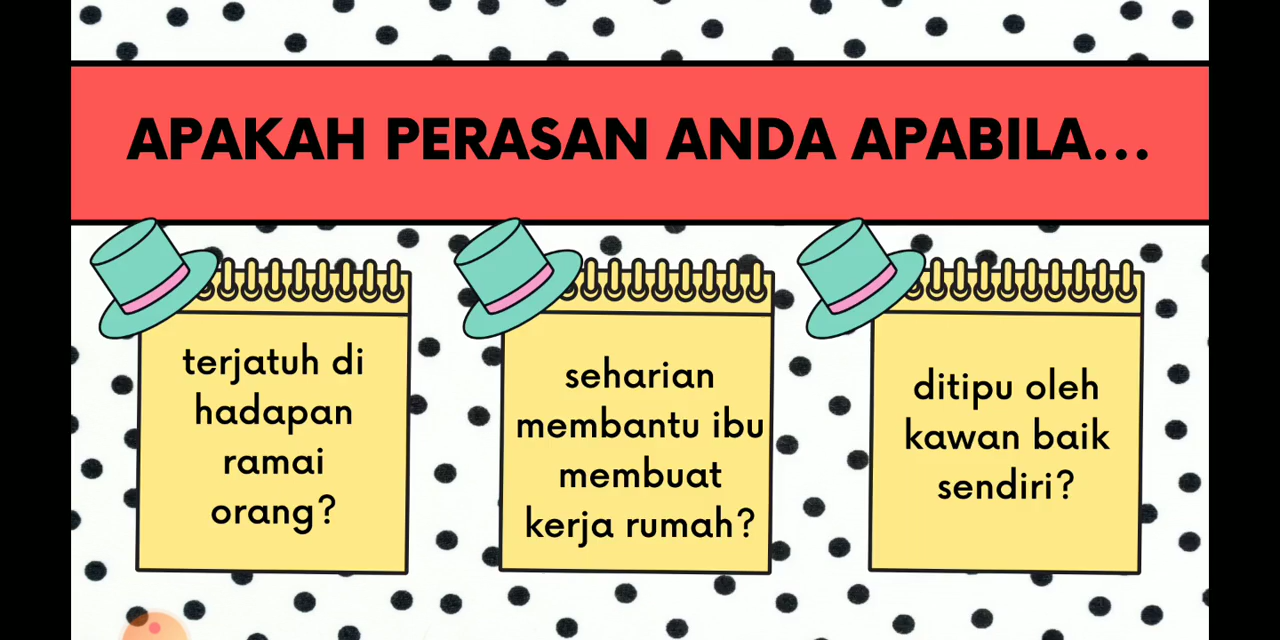 APAKAH PERASAN ANDA APABILA...
terjatuh di
hadapan
ramai
orang?
seharian
membantu ibu
membuat
kerja rumah?
ditipu oleh
kawan baik
sendiri?